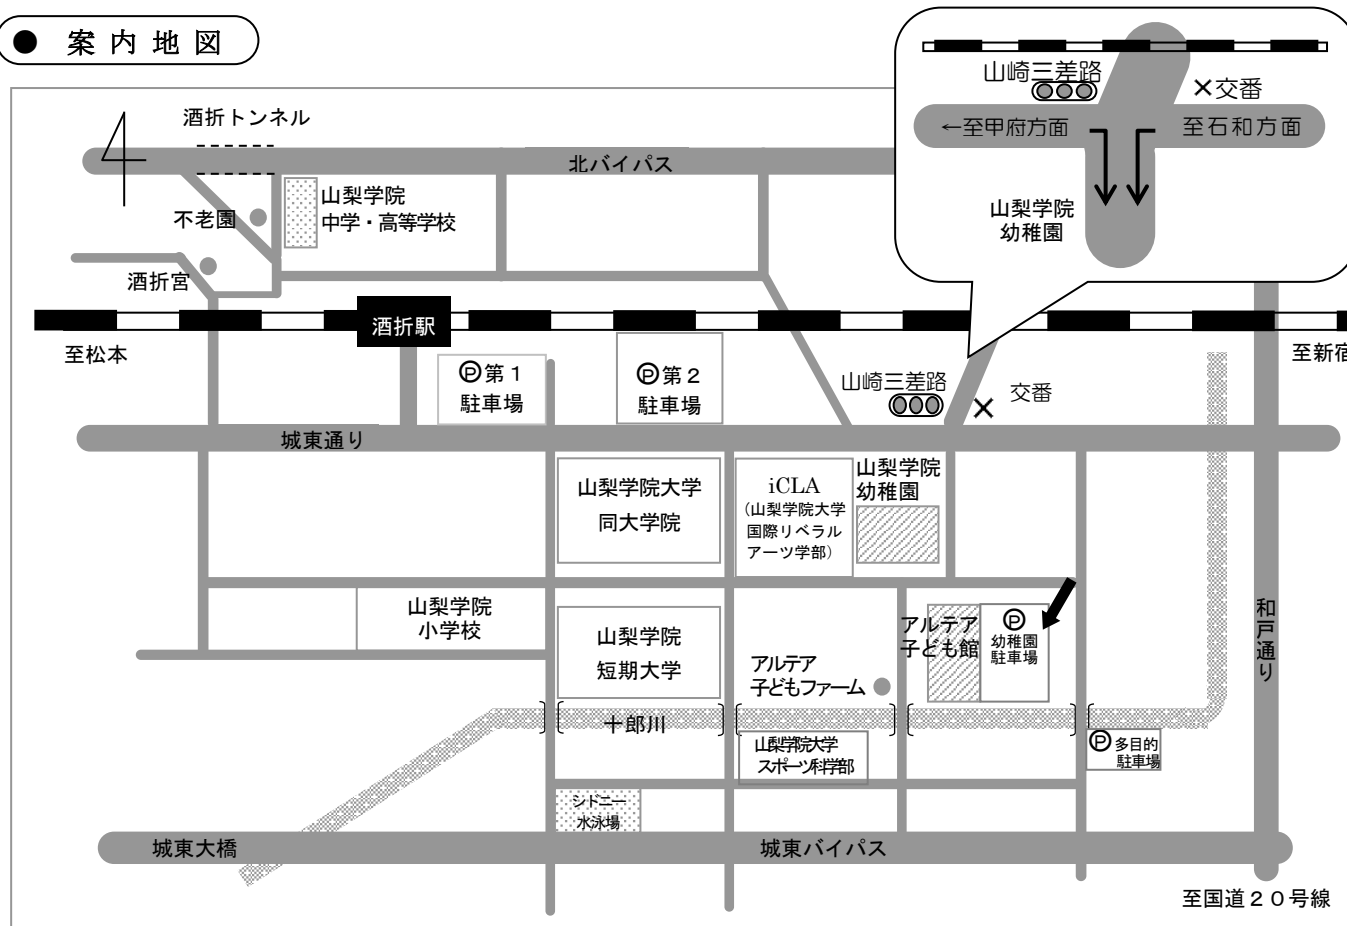 ● 案内地図
山崎三差路
×交番
←至甲府方面
至石和方面
山梨学院
幼稚園
酒折トンネル
北バイパス
山梨学院
中学・高等学校
不老園
酒折宮
酒折駅
至松本
至新宿
Ⓟ第１
駐車場
Ⓟ第２
駐車場
山崎三差路
×
交番
城東通り
山梨学院大学
同大学院
iCLA
(山梨学院大学
国際リベラル
アーツ学部)
山梨学院
幼稚園
山梨学院
小学校
山梨学院
短期大学
アルテア
子どもファーム
アルテア
子ども館
Ⓟ
幼稚園
駐車場
和戸通り
十郎川
山梨学院大学
スポーツ科学部
Ⓟ多目的
駐車場
シドニー
水泳場
城東大橋
城東バイパス
至国道２０号線